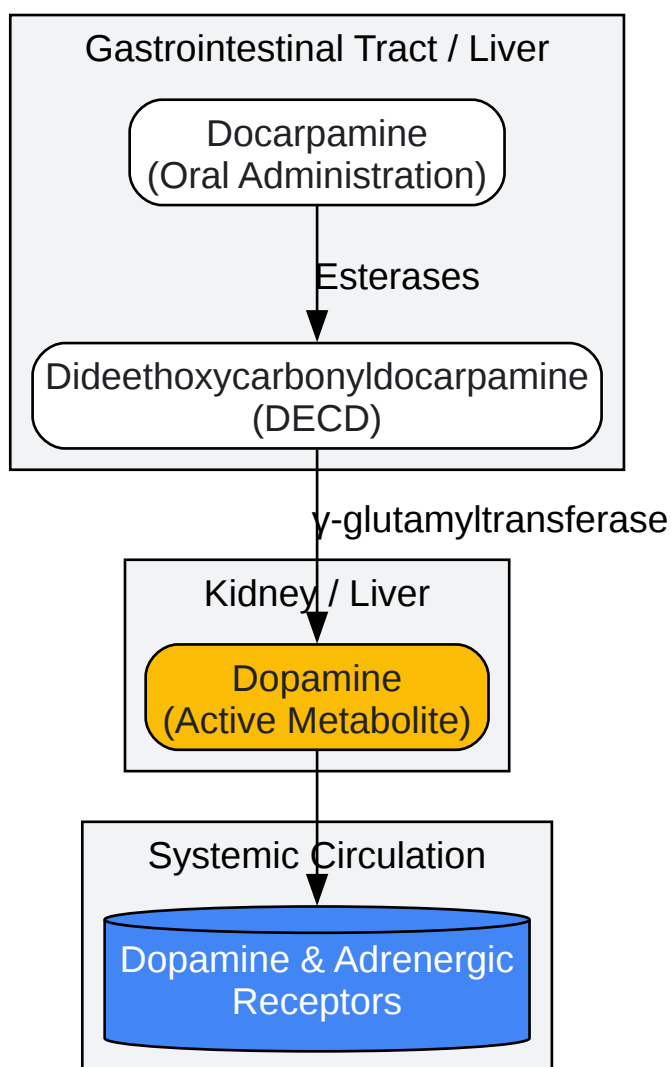 Gastrointestinal Tract / Liver
Docarpamine
(Oral Administration)
Esterases
Dideethoxycarbonyldocarpamine
(DECD)
γ-glutamyltransferase
Kidney / Liver
Dopamine
(Active Metabolite)
Systemic Circulation
Dopamine & Adrenergic
Receptors